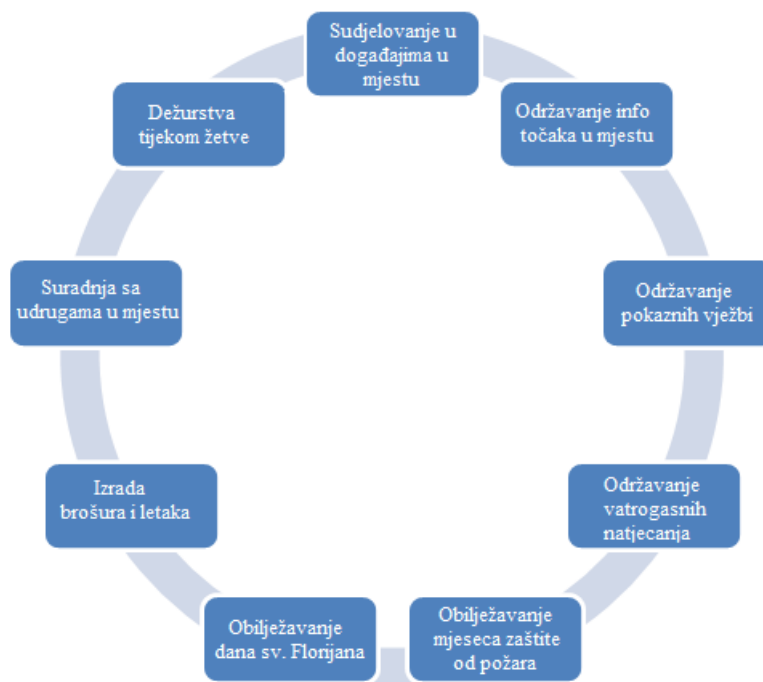 Sudjelovanje u
događajima u
mjestu
Održavanje info
točaka u mjestu
Održavanje
pokaznih vježbi
Održavanje
vatrogasnih
natjecanja
Obilježavanje
mjeseca zaštite
od požara
Obilježavanje
dana sv. Florijana
Izrada
brošura i letaka
Suradnja sa
udrugama u mjestu
Dežurstva
tijekom žetve